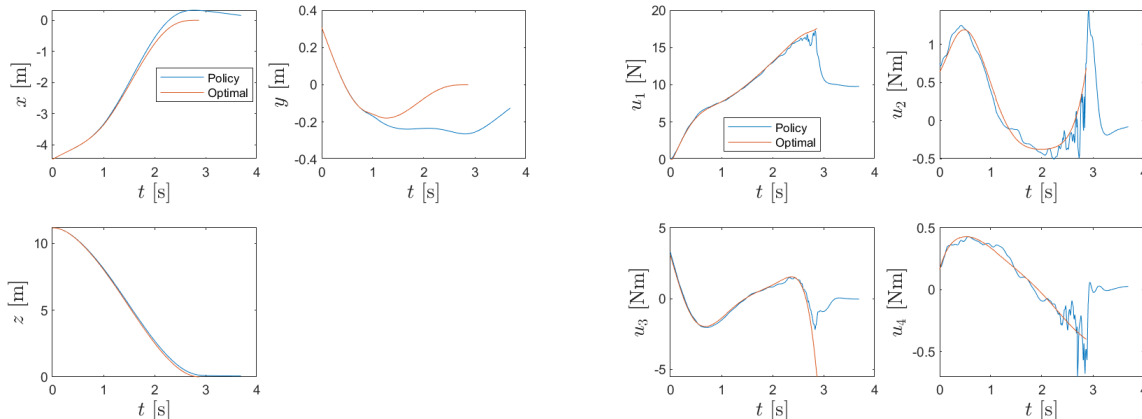 0
-1
-2
-3
-4
x [m]
Policy
Optimal
0 1 2 3 4
t [s]
0.4
0.2
0
-0.2
-0.4
y [m]
0 1 2 3 4
t [s]
20
15
10
5
0
u1 [N]
Policy
Optimal
0 1 2 3 4
t [s]
1
0.5
0
-0.5
u2 [Nm]
0 1 2 3 4
t [s]
10
5
0
z [m]
0 1 2 3 4
t [s]
5
0
-5
u3 [Nm]
0 1 2 3 4
t [s]
0.5
0
-0.5
u4 [Nm]
0 1 2 3 4
t [s]